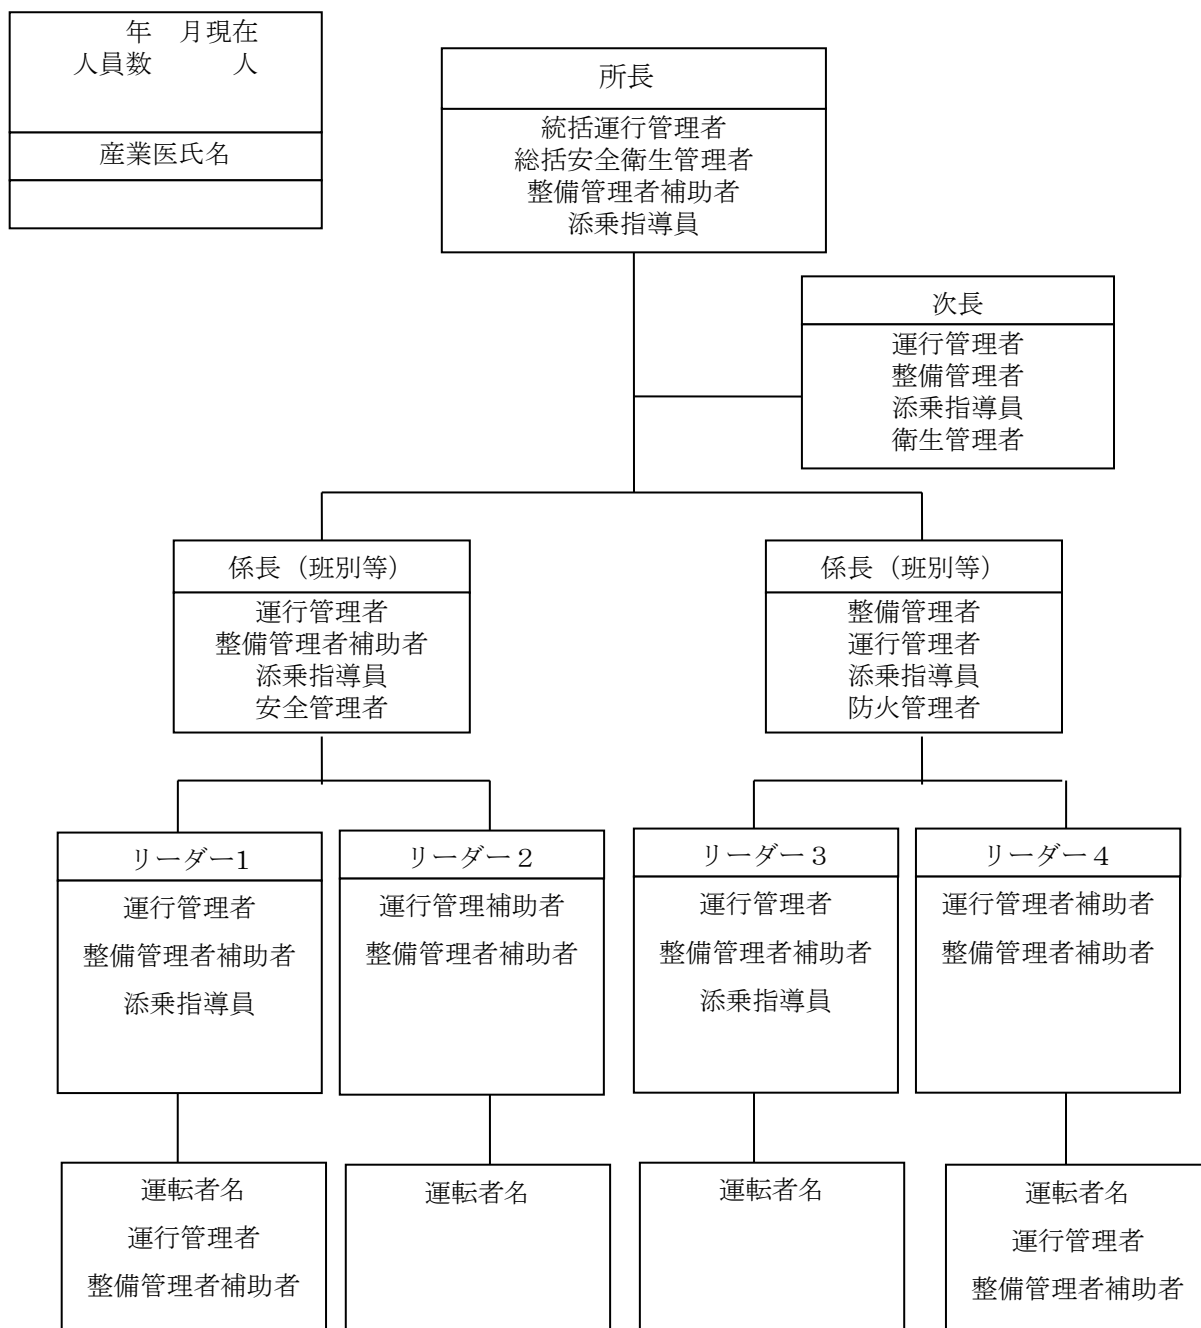 年　月現在
人員数　　　人
産業医氏名
所長
統括運行管理者
総括安全衛生管理者
整備管理者補助者
添乗指導員
次長
運行管理者
整備管理者
添乗指導員
衛生管理者
係長（班別等）
運行管理者
整備管理者補助者
添乗指導員
安全管理者
係長（班別等）
整備管理者
運行管理者
添乗指導員
防火管理者
リーダー1
運行管理者
整備管理者補助者
添乗指導員
リーダー２
運行管理補助者
整備管理者補助者
リーダー３
運行管理者
整備管理者補助者
添乗指導員
リーダー４
運行管理者補助者
整備管理者補助者
運転者名
運行管理者
整備管理者補助者
運転者名
運転者名
運転者名
運行管理者
整備管理者補助者